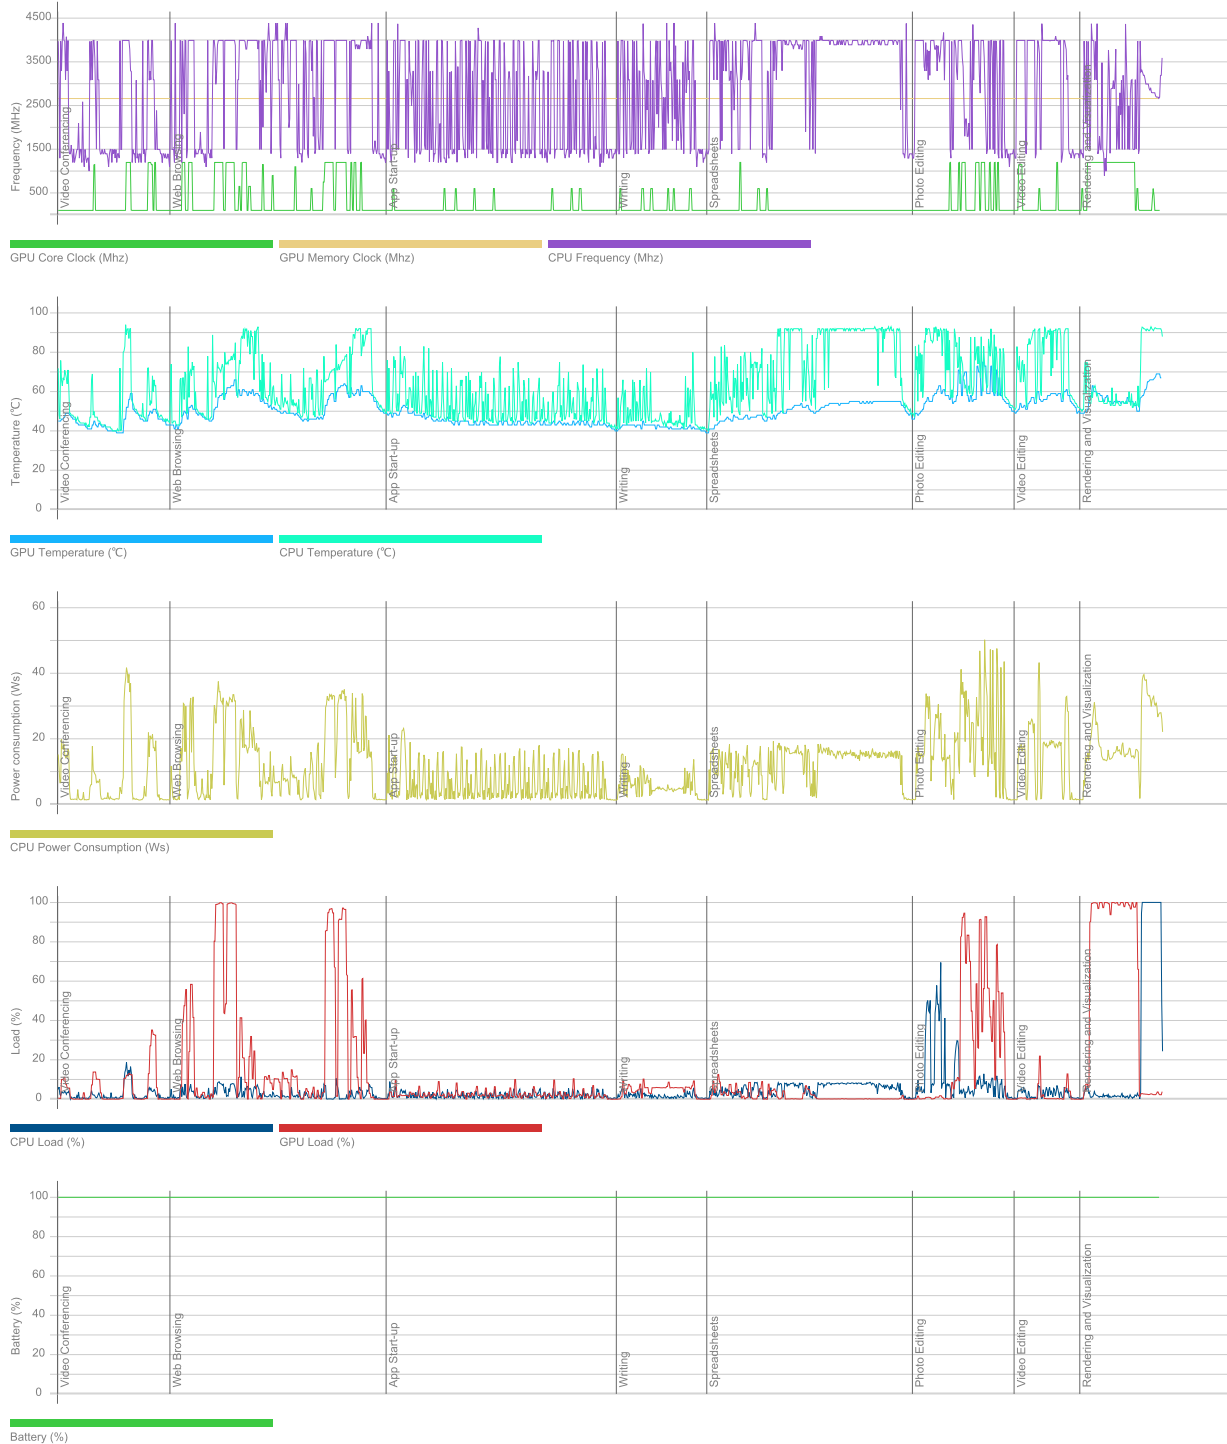 4500
3500
2500
1500
500
Frequency (MHz)
Video Conferencing
Web Browsing
App Start-up
Writing
Spreadsheets
Photo Editing
Video Editing
Rendering and Visualization
GPU Core Clock (Mhz)
GPU Memory Clock (Mhz)
CPU Frequency (Mhz)
100
80
60
40
20
0
Temperature (°C)
Video Conferencing
Web Browsing
App Start-up
Writing
Spreadsheets
Photo Editing
Video Editing
Rendering and Visualization
GPU Temperature (°C)
CPU Temperature (°C)
60
40
20
0
Power consumption (Ws)
Video Conferencing
Web Browsing
App Start-up
Writing
Spreadsheets
Photo Editing
Video Editing
Rendering and Visualization
CPU Power Consumption (Ws)
100
80
60
40
20
0
Load (%)
Video Conferencing
Web Browsing
App Start-up
Writing
Spreadsheets
Photo Editing
Video Editing
Rendering and Visualization
CPU Load (%)
GPU Load (%)
100
80
60
40
20
0
Battery (%)
Video Conferencing
Web Browsing
App Start-up
Writing
Spreadsheets
Photo Editing
Video Editing
Rendering and Visualization
Battery (%)